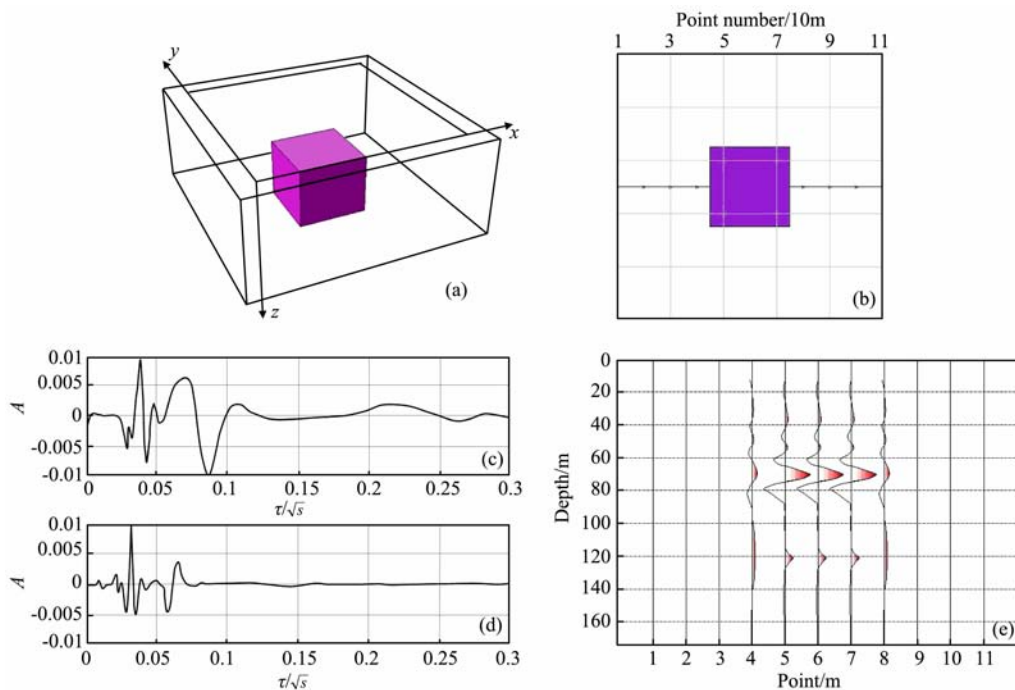 Point number/10m
1 3 5 7 9 11
y
x
z
(a)
(b)
0.01
0.005
0
-0.005
-0.01
A
(c)
0 0.05 0.1 0.15 0.2 0.25 0.3
τ/√s
0.01
0.005
0
-0.005
-0.01
A
(d)
0 0.05 0.1 0.15 0.2 0.25 0.3
τ/√s
0
20
40
60
80
100
120
140
160
Depth/m
(e)
1 2 3 4 5 6 7 8 9 10 11
Point/m